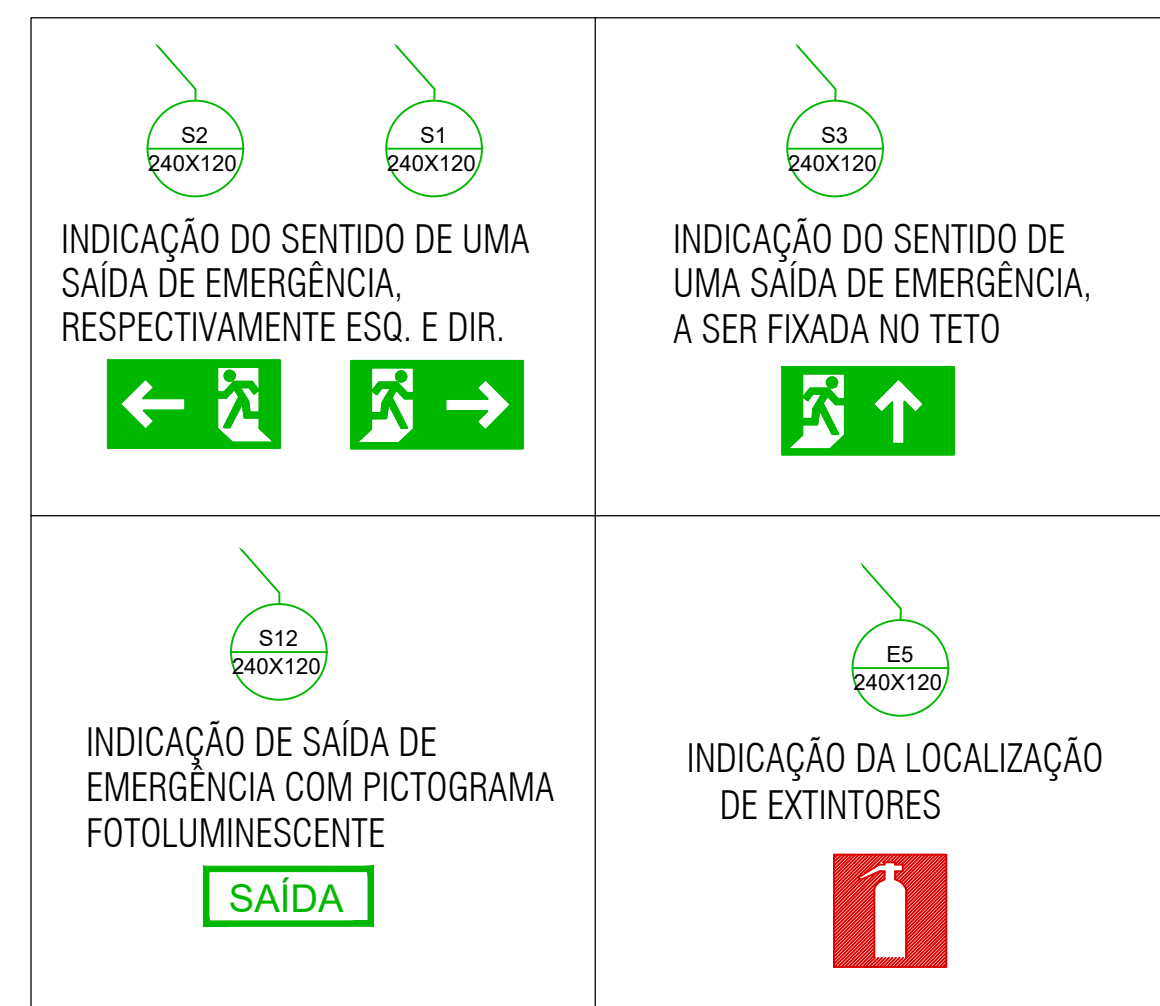 S2
240X120
S1
240X120
INDICAÇÃO DO SENTIDO DE UMA
SAÍDA DE EMERGÊNCIA,
RESPECTIVAMENTE ESQ. E DIR.
S3
240X120
INDICAÇÃO DO SENTIDO DE
UMA SAÍDA DE EMERGÊNCIA,
A SER FIXADA NO TETO
S12
240X120
INDICAÇÃO DE SAÍDA DE
EMERGÊNCIA COM PICTOGRAMA
FOTOLUMINESCENTE
SAÍDA
E5
240X120
INDICAÇÃO DA LOCALIZAÇÃO
DE EXTINTORES